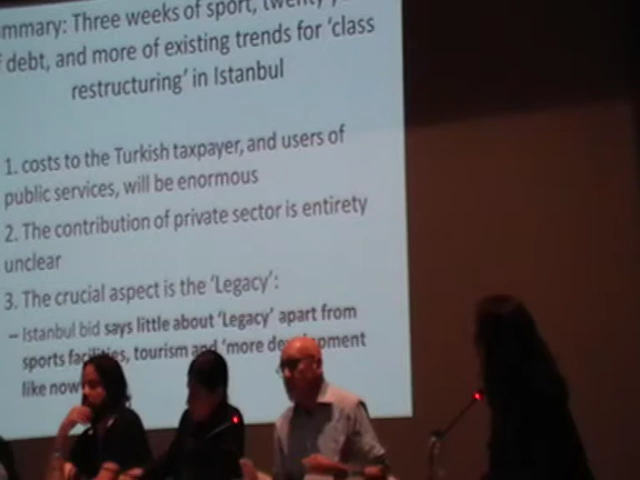 mmary: Three weeks of sport, twenty
debt, and more of existing trends for 'class
restructuring' in Istanbul
1. costs to the Turkish taxpayer, and users of
public services, will be enormous
2. The contribution of private sector is entirety
unclear
3. The crucial aspect is the 'Legacy':
– Istanbul bid says little about 'Legacy' apart from
sports facilities, tourism and 'more development
like now